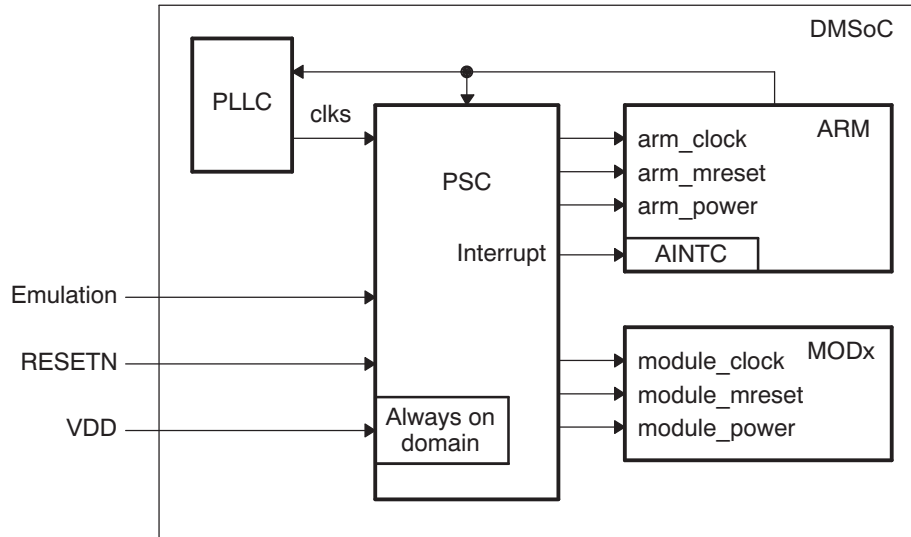 DMSoC
PLLC
clks
PSC
Interrupt
ARM
arm_clock
arm_mreset
arm_power
AINTC
Emulation
RESETN
VDD
Always on
domain
MODx
module_clock
module_mreset
module_power